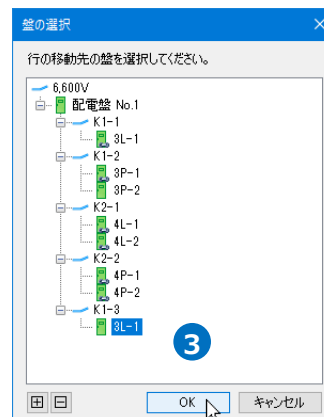 盤の選択
行の移動先の盤を選択してください。
6,600V
配電盤 No.1
K1-1
3L-1
K1-2
3P-1
3P-2
K2-1
4L-1
4L-2
K2-2
4P-1
4P-2
K1-3
3L-1
3
OK
キャンセル